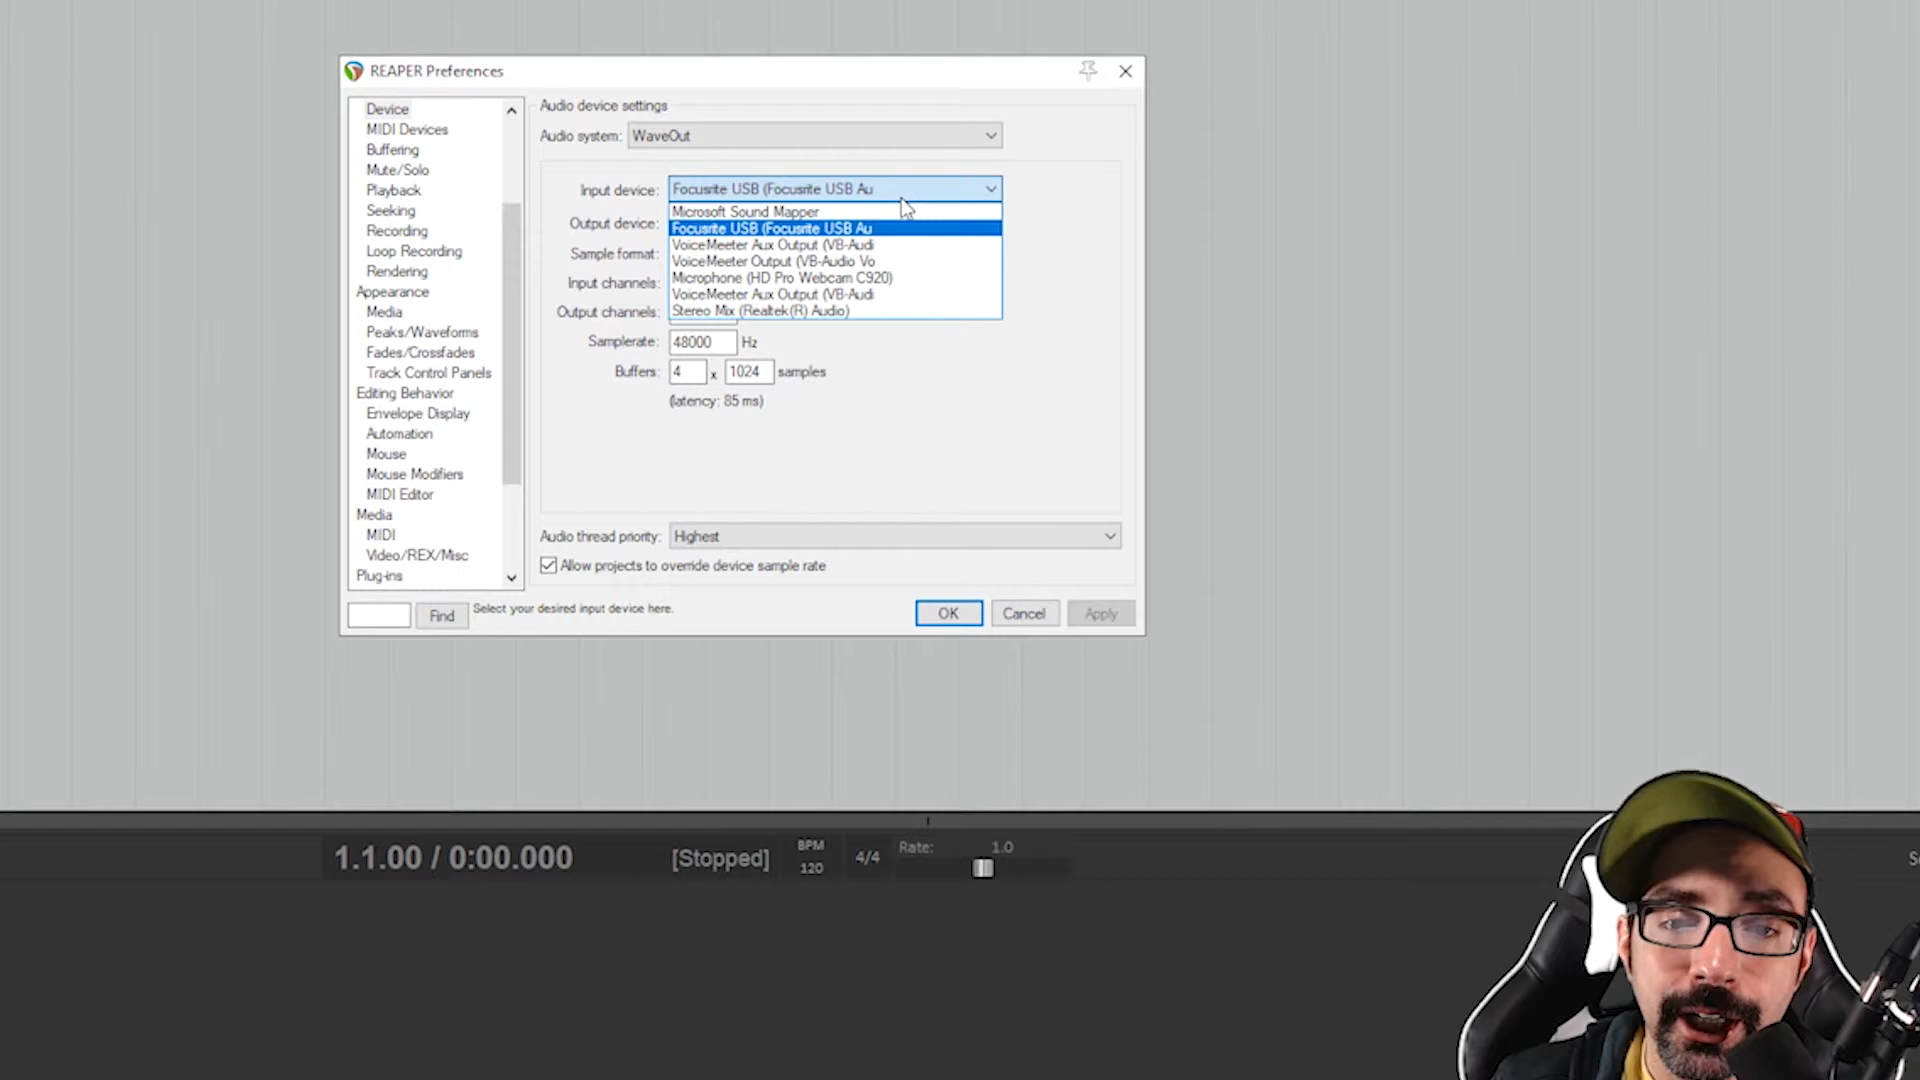 REAPER Preferences
Device
MIDI Devices
Buffering
Mute/Solo
Playback
Seeking
Recording
Loop Recording
Rendering
Appearance
Media
Peaks/Waveforms
Fades/Crossfades
Track Control Panels
Editing Behavior
Envelope Display
Automation
Mouse
Mouse Modifiers
MIDI Editor
Media
MIDI
Video/REX/Misc
Plug-ins
Audio device settings
Audio system: WaveOut
Input device: Focusrite USB (Focusrite USB Au
Microsoft Sound Mapper
Output device: Focusrite USB (Focusrite USB Au
VoiceMeeter Aux Output (VB-Audi
Sample format: VoiceMeeter Output (VB-Audio Vo
Input channels: Microphone (HD Pro Webcam C920)
VoiceMeeter Aux Output (VB-Audi
Output channels: Stereo Mix (Realtek(R) Audio)
Samplerate: 48000 Hz
Buffers: 4 x 1024 samples
(latency: 85 ms)
Audio thread priority: Highest
Allow projects to override device sample rate
Find Select your desired input device here. OK Cancel Apply
1.1.00 / 0:00.000 [Stopped] BPM 120 4/4 Rate: 1.0